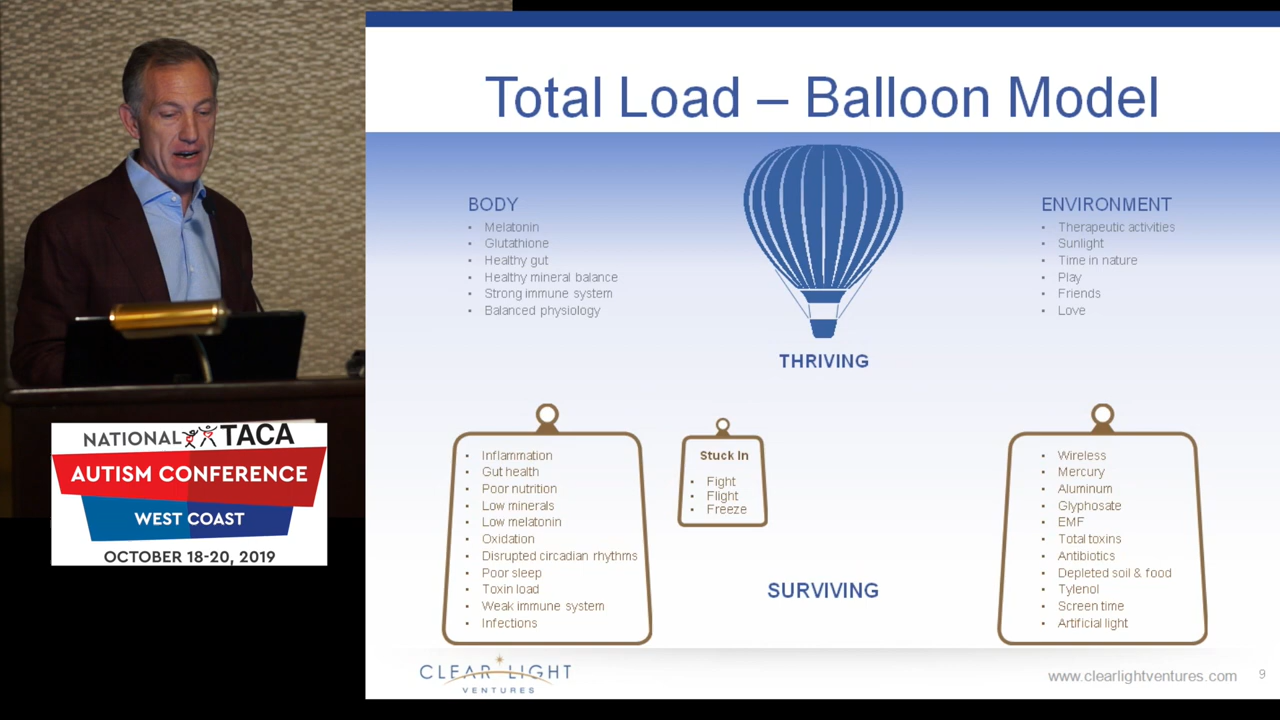 Total Load – Balloon Model
BODY
• Melatonin
• Glutathione
• Healthy gut
• Healthy mineral balance
• Strong immune system
• Balanced physiology
ENVIRONMENT
• Therapeutic activities
• Sunlight
• Time in nature
• Play
• Friends
• Love
THRIVING
• Inflammation
• Gut health
• Poor nutrition
• Low minerals
• Low melatonin
• Oxidation
• Disrupted circadian rhythms
• Poor sleep
• Toxin load
• Weak immune system
• Infections
Stuck In
• Fight
• Flight
• Freeze
SURVIVING
• Wireless
• Mercury
• Aluminum
• Glyphosate
• EMF
• Total toxins
• Antibiotics
• Depleted soil & food
• Tylenol
• Screen time
• Artificial light
CLEAR LIGHT
VENTURES
www.clearlightventures.com
9
NATIONAL TACA
AUTISM CONFERENCE
WEST COAST
OCTOBER 18-20, 2019